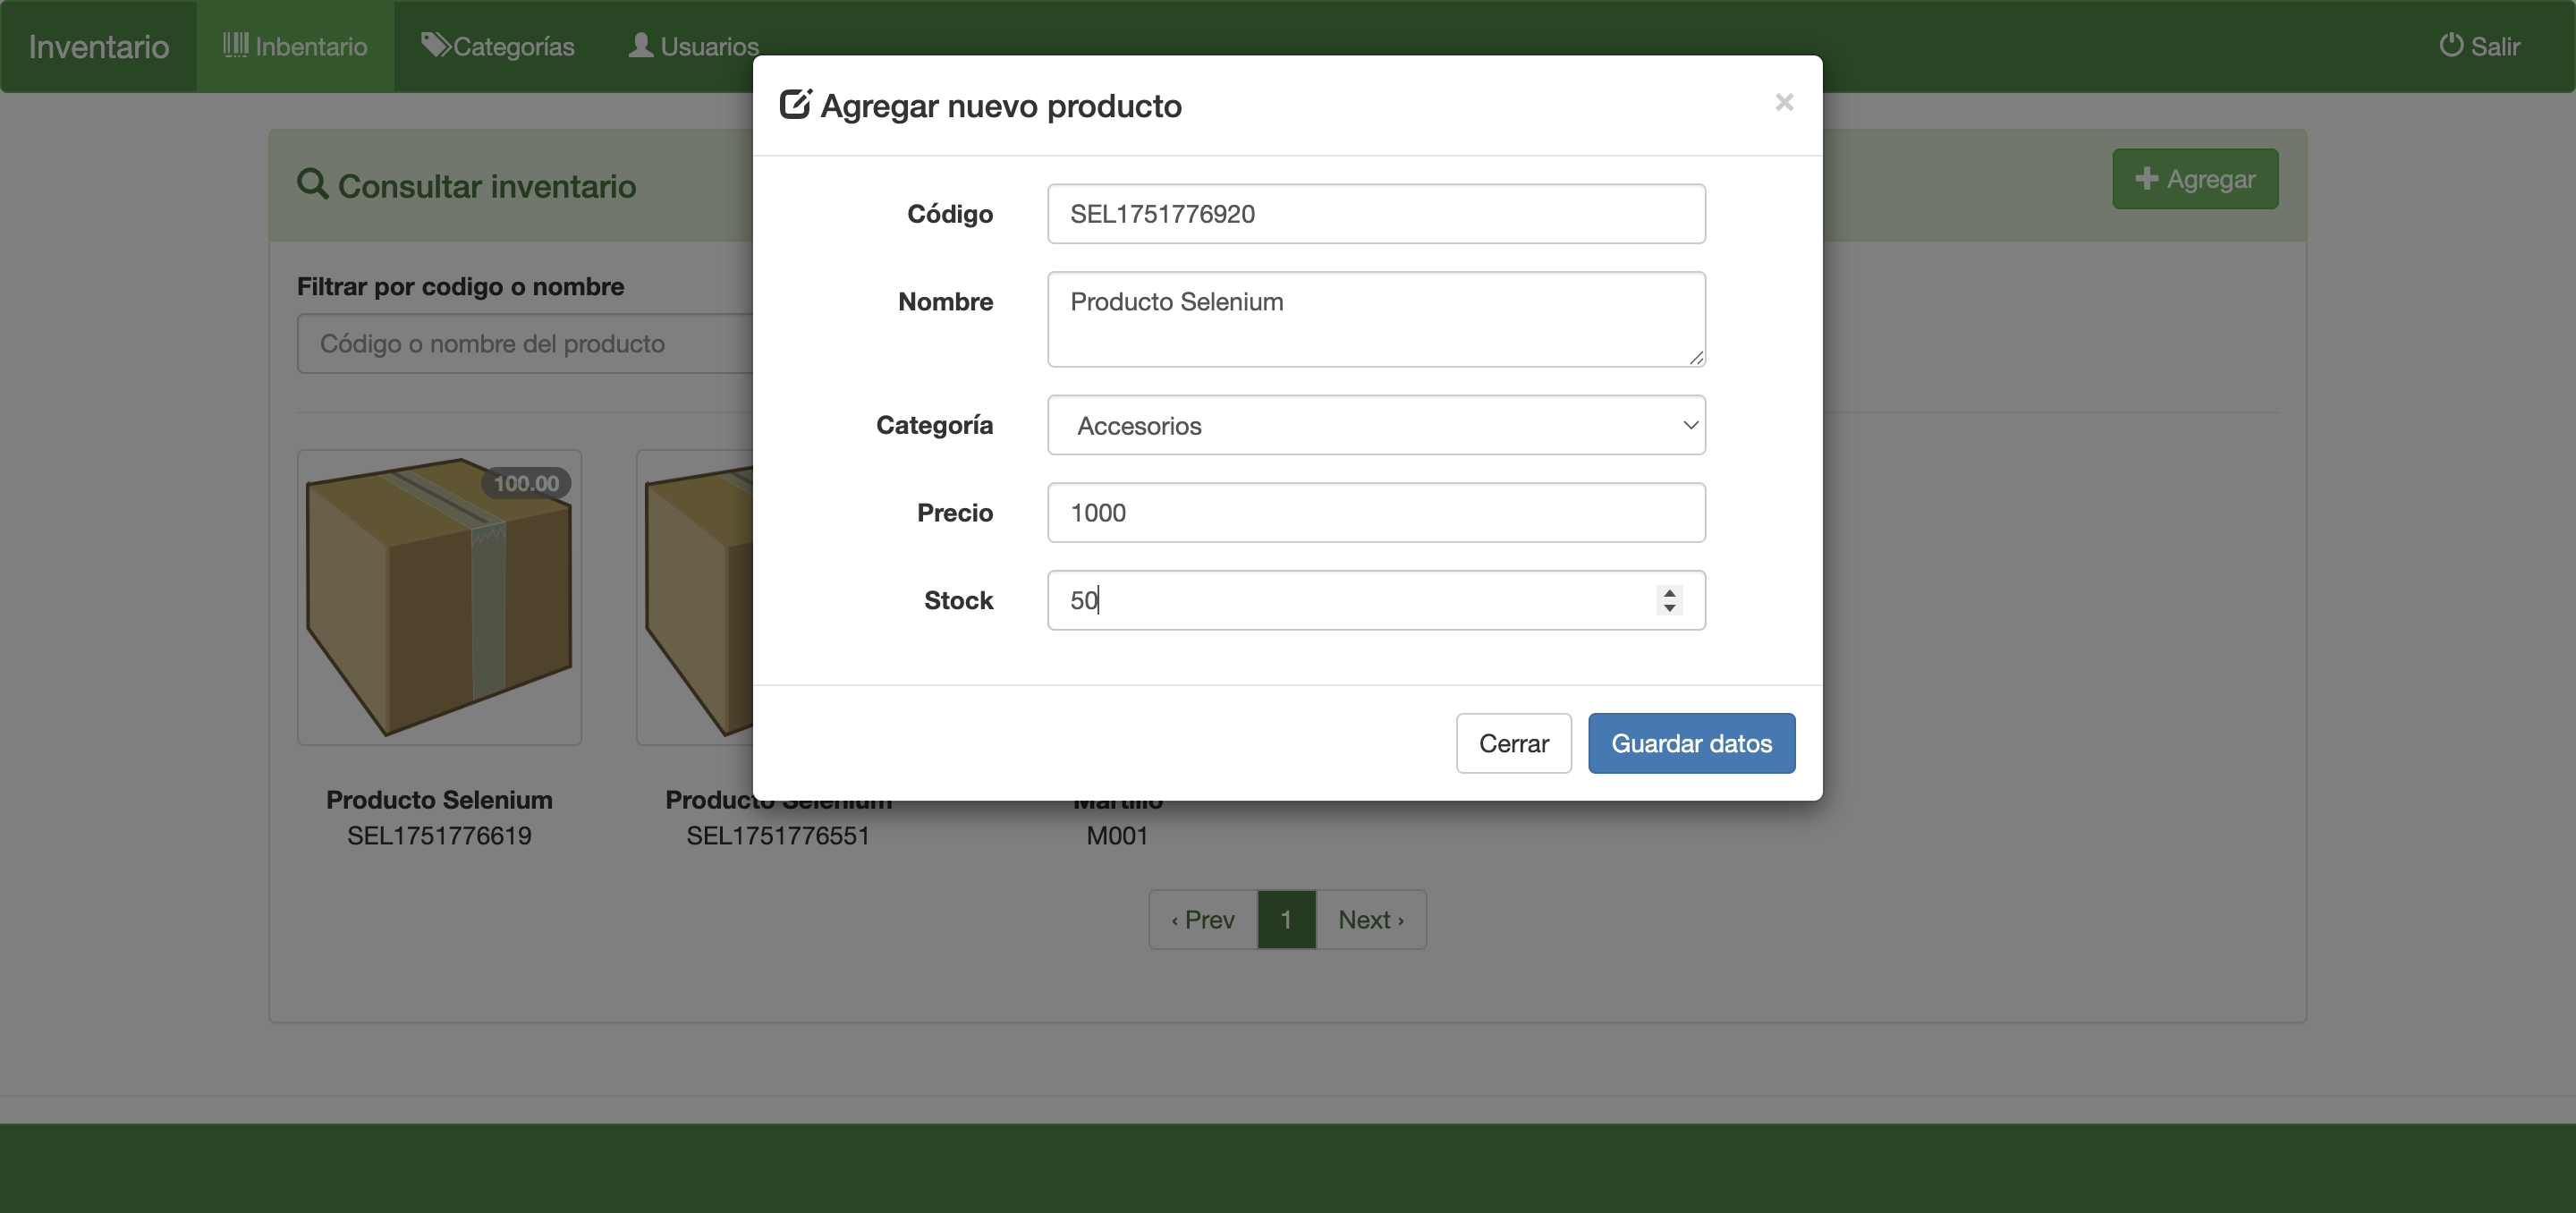 Inventario
Inbentario
Categorías
Usuarios
Salir
Agregar nuevo producto
×
Consultar inventario
Agregar
Código
SEL1751776920
Filtrar por codigo o nombre
Código o nombre del producto
Nombre
Producto Selenium
Categoría
Accesorios
Precio
1000
Stock
50
100.00
Cerrar
Guardar datos
Producto Selenium
SEL1751776619
Producto Selenium
SEL1751776551
Martillo
M001
‹ Prev
1
Next ›